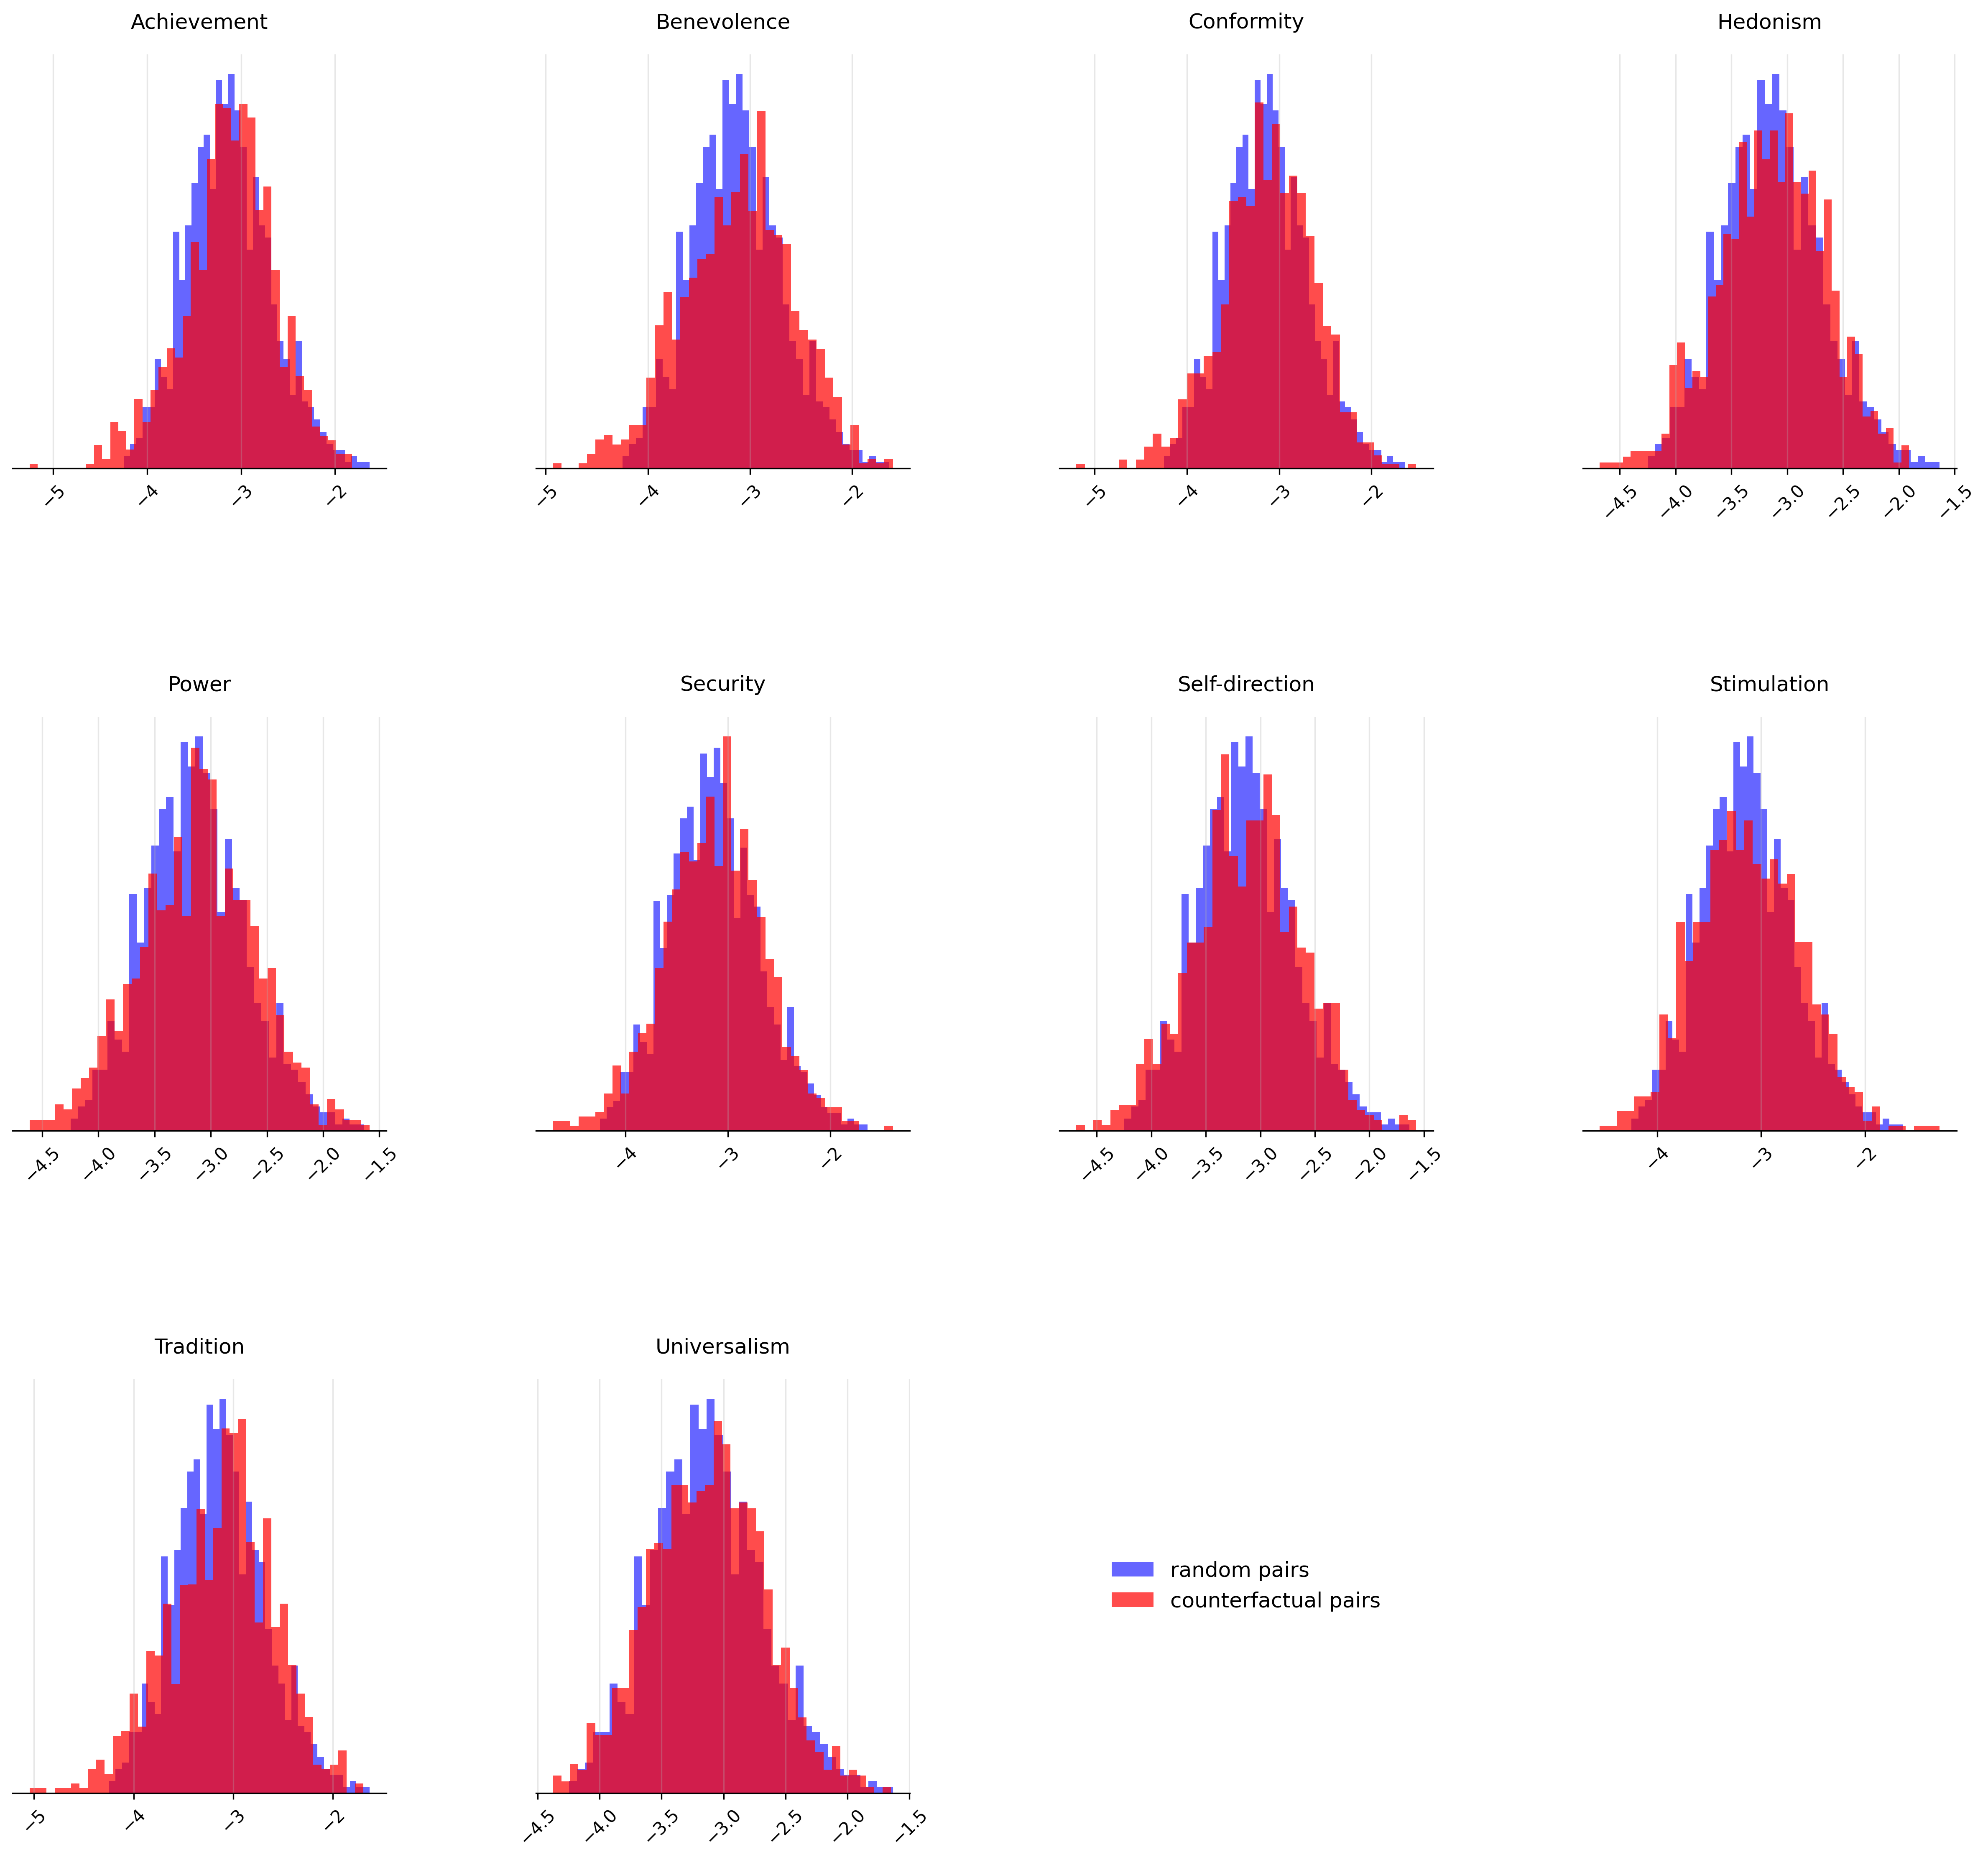 Achievement
Benevolence
Conformity
Hedonism
−5 −4 −3 −2
−5 −4 −3 −2
−5 −4 −3 −2
−4.5 −4.0 −3.5 −3.0 −2.5 −2.0 −1.5
Power
Security
Self-direction
Stimulation
−4.5 −4.0 −3.5 −3.0 −2.5 −2.0 −1.5
−4 −3 −2
−4.5 −4.0 −3.5 −3.0 −2.5 −2.0 −1.5
−4 −3 −2
Tradition
Universalism
random pairs
counterfactual pairs
−5 −4 −3 −2
−4.5 −4.0 −3.5 −3.0 −2.5 −2.0 −1.5